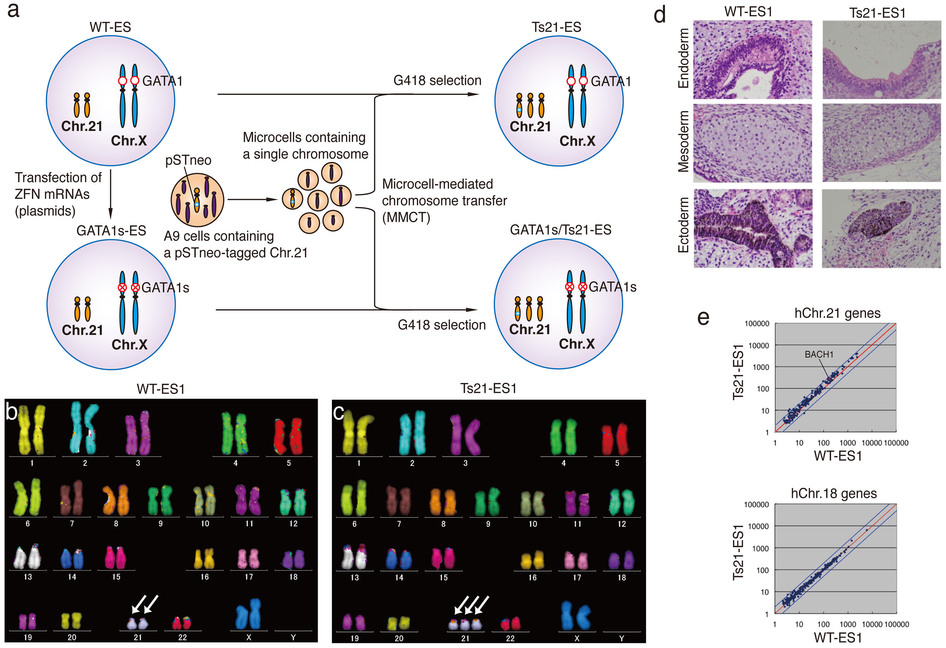 a
WT-ES
GATA1
Chr.21
Chr.X
Transfection of
ZFN mRNAs
(plasmids)
pSTneo
A9 cells containing
a pSTneo-tagged Chr.21
Microcells containing
a single chromosome
G418 selection
Microcell-mediated
chromosome transfer
(MMCT)
Ts21-ES
GATA1
Chr.21
Chr.X
GATA1s-ES
GATA1s
Chr.21
Chr.X
G418 selection
GATA1s/Ts21-ES
GATA1s
Chr.21
Chr.X
d
WT-ES1 Ts21-ES1
Endoderm
Mesoderm
Ectoderm
b
WT-ES1
1 2 3 4 5
6 7 8 9 10 11 12
13 14 15 16 17 18
19 20 21 22 X Y
c
Ts21-ES1
1 2 3 4 5
6 7 8 9 10 11 12
13 14 15 16 17 18
19 20 21 22 X Y
e
hChr.21 genes
Ts21-ES1
100000
10000
1000
100
10
1
BACH1
1 10 100 1000 10000 100000
WT-ES1
hChr.18 genes
Ts21-ES1
100000
10000
1000
100
10
1
1 10 100 1000 10000 100000
WT-ES1